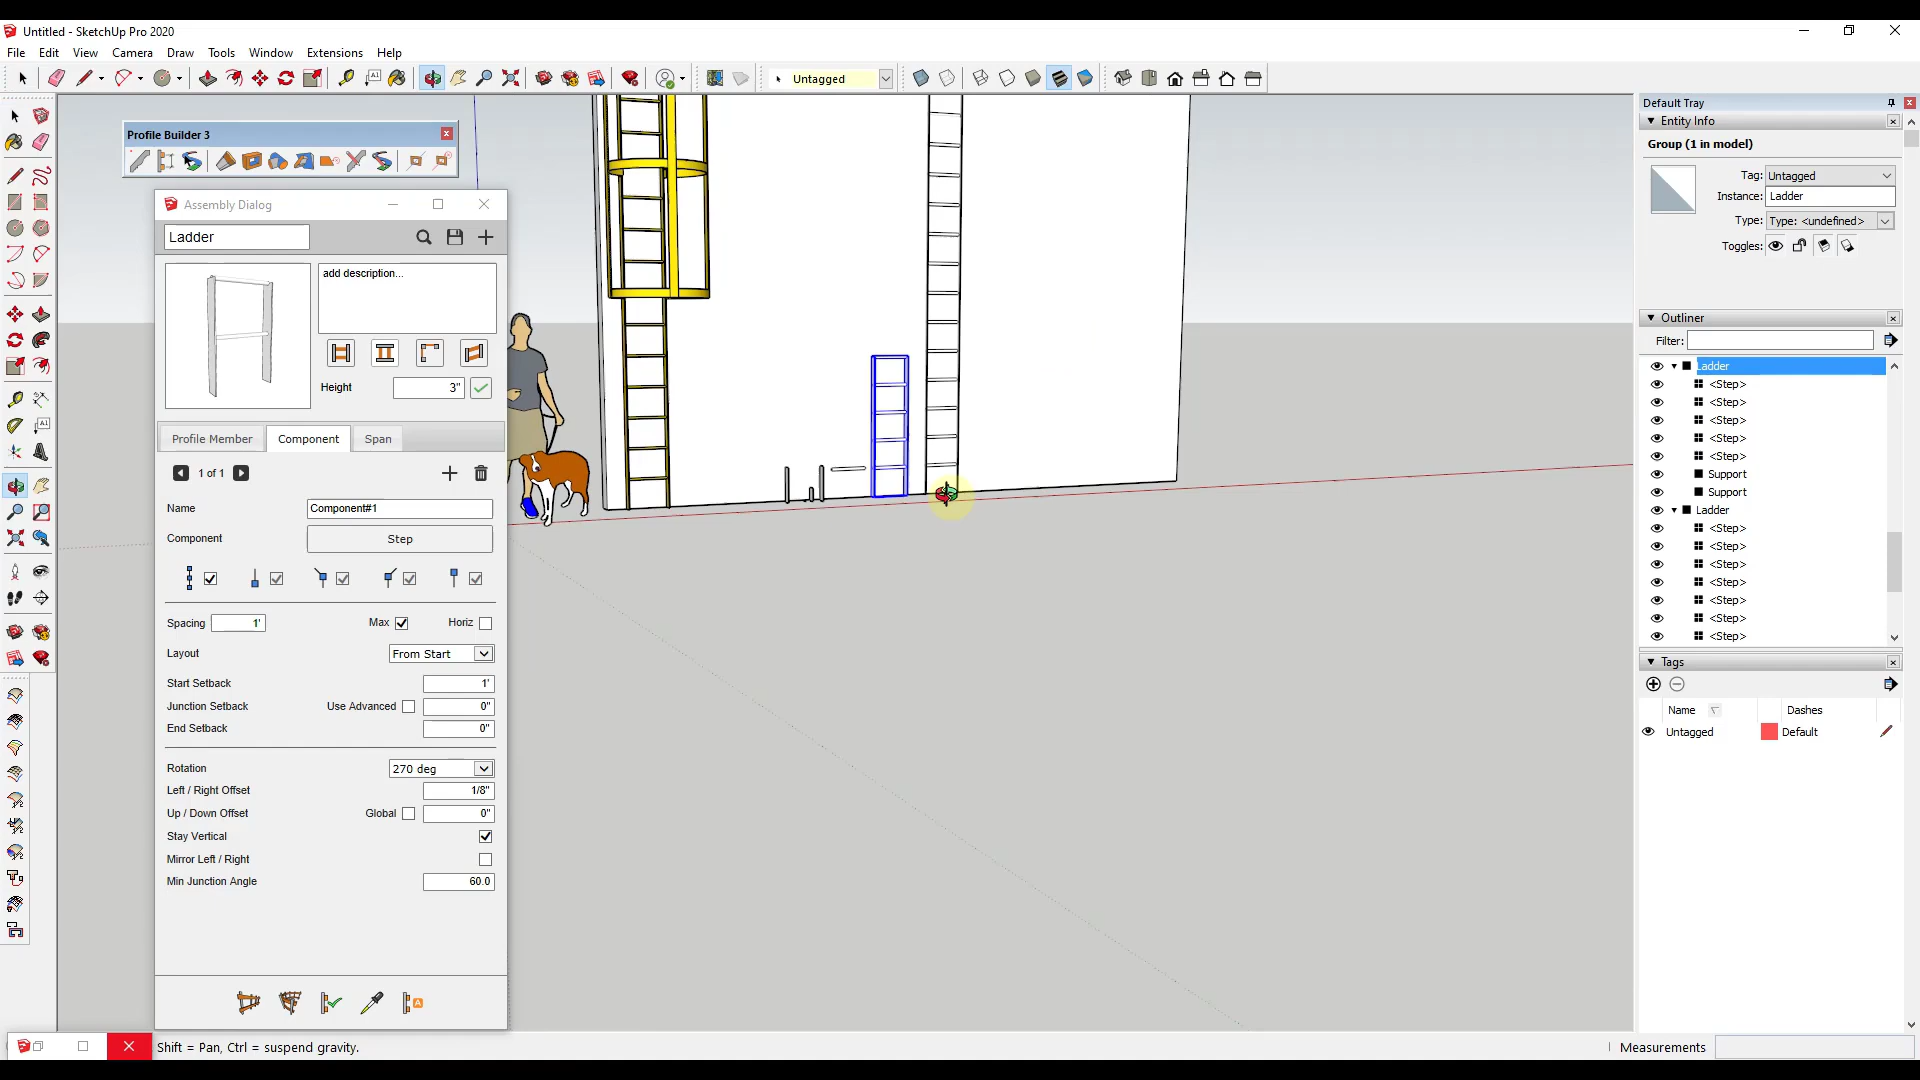 Untitled - SketchUp Pro 2020
File Edit View Camera Draw Tools Window Extensions Help
Untagged
Profile Builder 3
Assembly Dialog
Ladder
add description...
Height 3"
Profile Member Component Span
1 of 1
Name Component#1
Component Step
Spacing 1' Max Horiz
Layout From Start
Start Setback 1'
Junction Setback Use Advanced 0"
End Setback 0"
Rotation 270 deg
Left / Right Offset 1/8"
Up / Down Offset Global 0"
Stay Vertical
Mirror Left / Right
Min Junction Angle 60.0
Default Tray
Entity Info
Group (1 in model)
Tag: Untagged
Instance: Ladder
Type: Type: <undefined>
Toggles:
Outliner
Filter:
Ladder
<Step>
<Step>
<Step>
<Step>
<Step>
Support
Support
Ladder
<Step>
<Step>
<Step>
<Step>
<Step>
<Step>
<Step>
Tags
Name Dashes
Untagged Default
Shift = Pan, Ctrl = suspend gravity.
Measurements